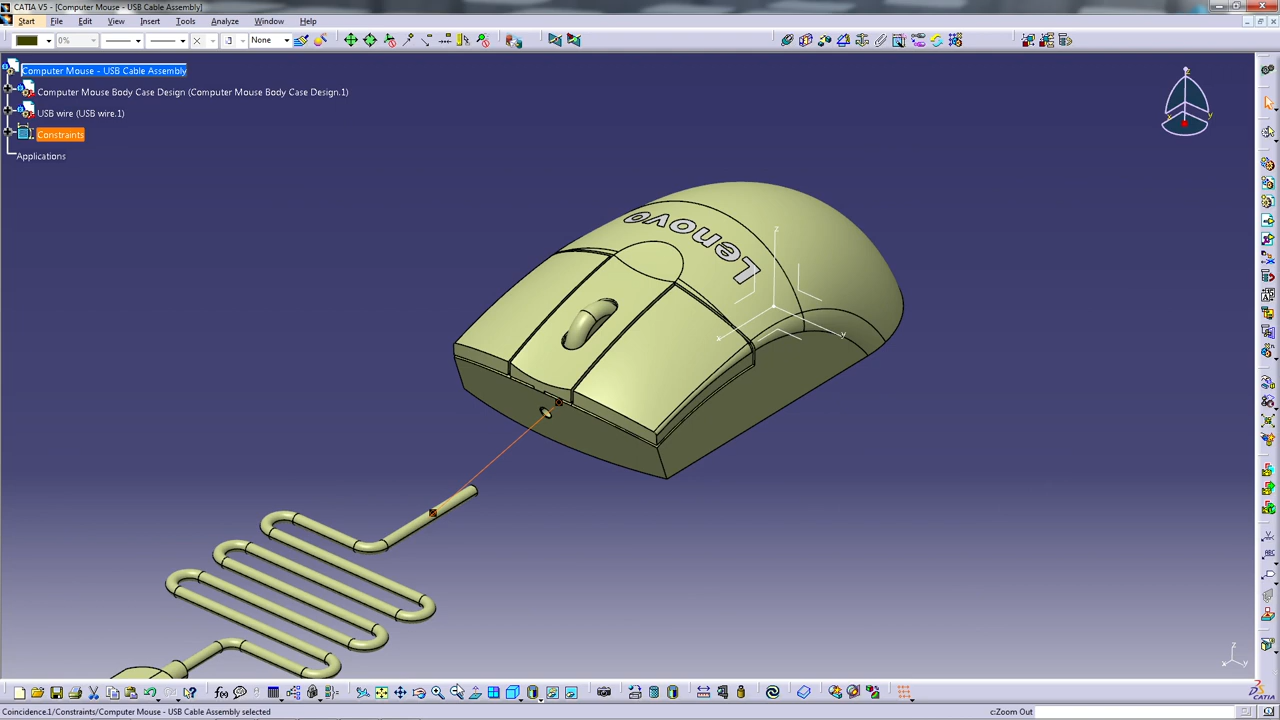 CATIA V5 - [Computer Mouse - USB Cable Assembly]
Start File Edit View Insert Tools Analyze Window Help
0% None
Computer Mouse - USB Cable Assembly
Computer Mouse Body Case Design (Computer Mouse Body Case Design.1)
USB wire (USB wire.1)
Constraints
Applications
z
x y
Lenovo
z
x y
z
x y
CATIA
Coincidence.1/Constraints/Computer Mouse - USB Cable Assembly selected c:Zoom Out